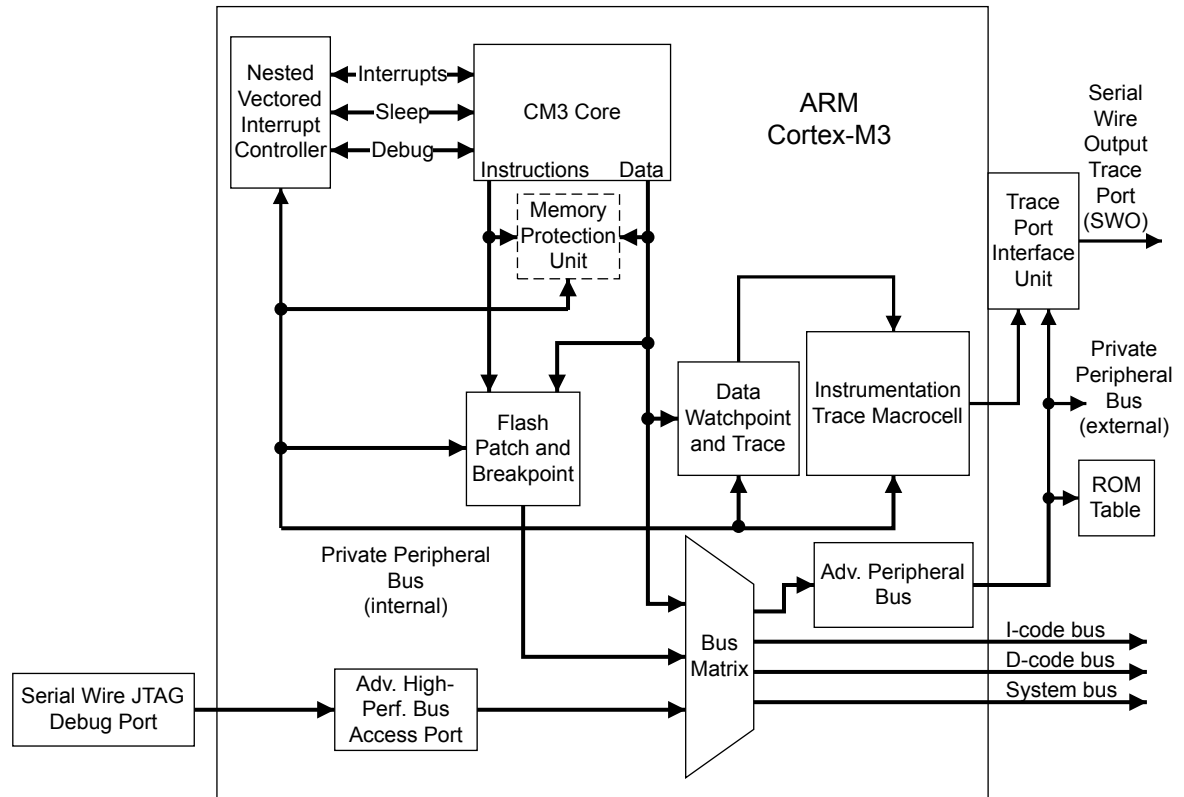 Nested
Vectored
Interrupt
Controller
Interrupts
Sleep
Debug
CM3 Core
Instructions
Data
ARM
Cortex-M3
Memory
Protection
Unit
Serial
Wire
Output
Trace
Port
(SWO)
Trace
Port
Interface
Unit
Private
Peripheral
Bus
(external)
Flash
Patch and
Breakpoint
Data
Watchpoint
and Trace
Instrumentation
Trace Macrocell
ROM
Table
Private Peripheral
Bus
(internal)
Adv. Peripheral
Bus
Bus
Matrix
I-code bus
D-code bus
System bus
Serial Wire JTAG
Debug Port
Adv. High-
Perf. Bus
Access Port